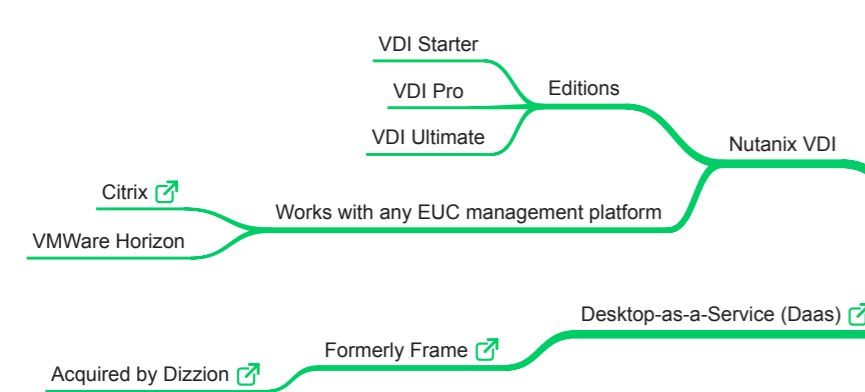 VDI Starter
VDI Pro
Editions
VDI Ultimate
Nutanix VDI
Citrix
Works with any EUC management platform
VMWare Horizon
Desktop-as-a-Service (Daas)
Formerly Frame
Acquired by Dizzion